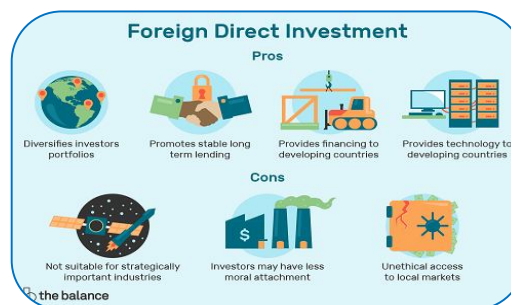 Foreign Direct Investment
Pros
Diversifies investors
portfolios
Promotes stable long
term lending
Provides financing to
developing countries
Provides technology to
developing countries
Cons
$
Not suitable for strategically
important industries
Investors may have less
moral attachment
Unethical access
to local markets
the balance